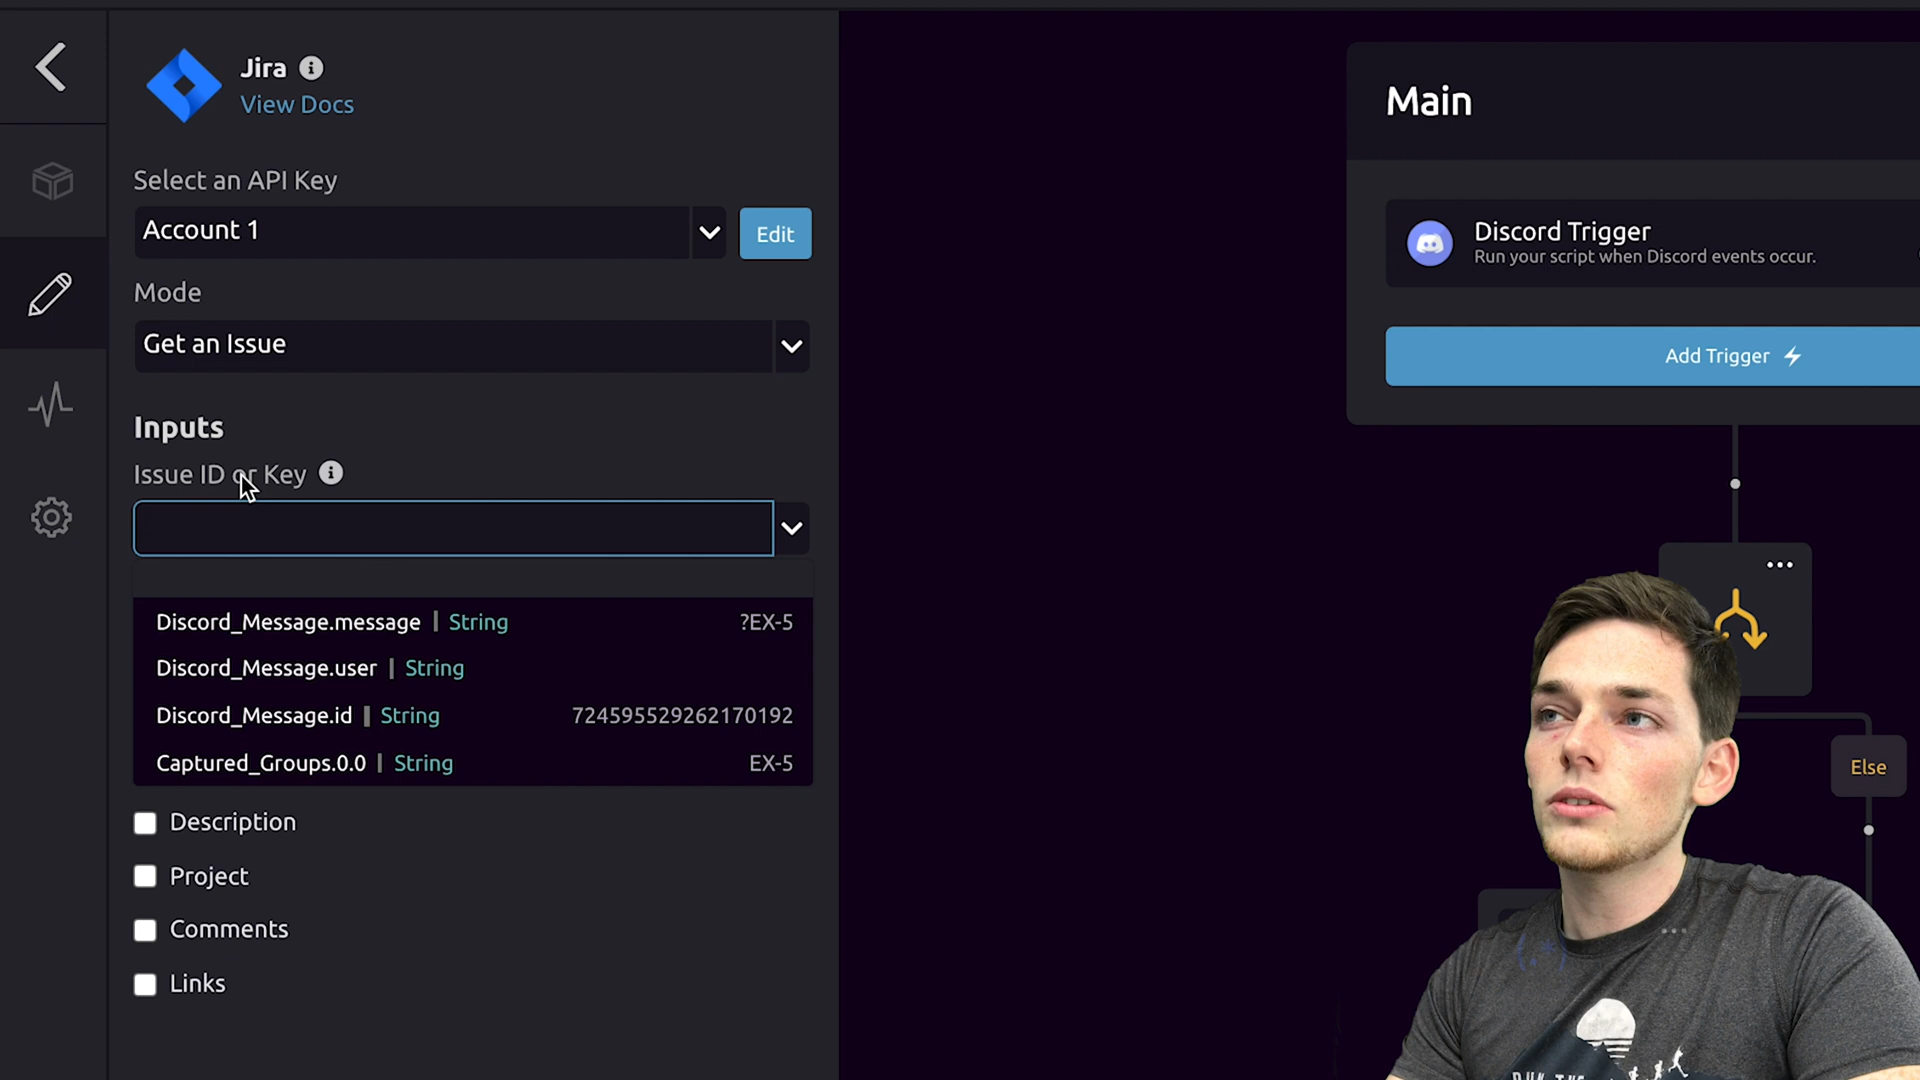 Jira
View Docs
Select an API Key
Account 1
Edit
Mode
Get an Issue
Inputs
Issue ID or Key
Discord_Message.message | String ?EX-5
Discord_Message.user | String
Discord_Message.id | String 724595529262170192
Captured_Groups.0.0 | String EX-5
Description
Project
Comments
Links
Main
Discord Trigger
Run your script when Discord events occur.
Add Trigger
Else
(.*)
RUN THE